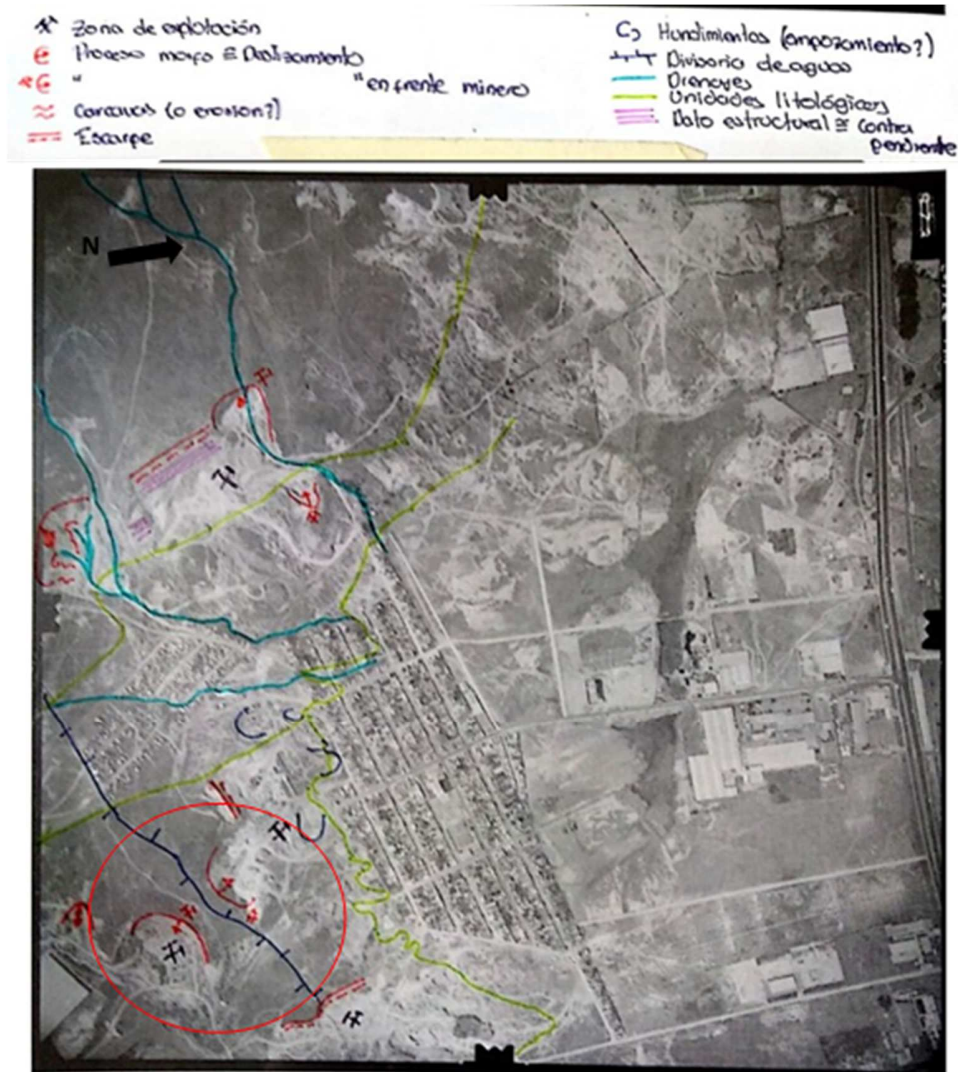 Zona de explotación
Proceso morfo ≅ Deslizamiento
" " en frente minero
Carcavas (o erosion?)
Escarpe
Hundimientos (empozamiento?)
Divisoria de aguas
Drenajes
Unidades litológicas
Dato estructural ≅ Contra
pendiente
N